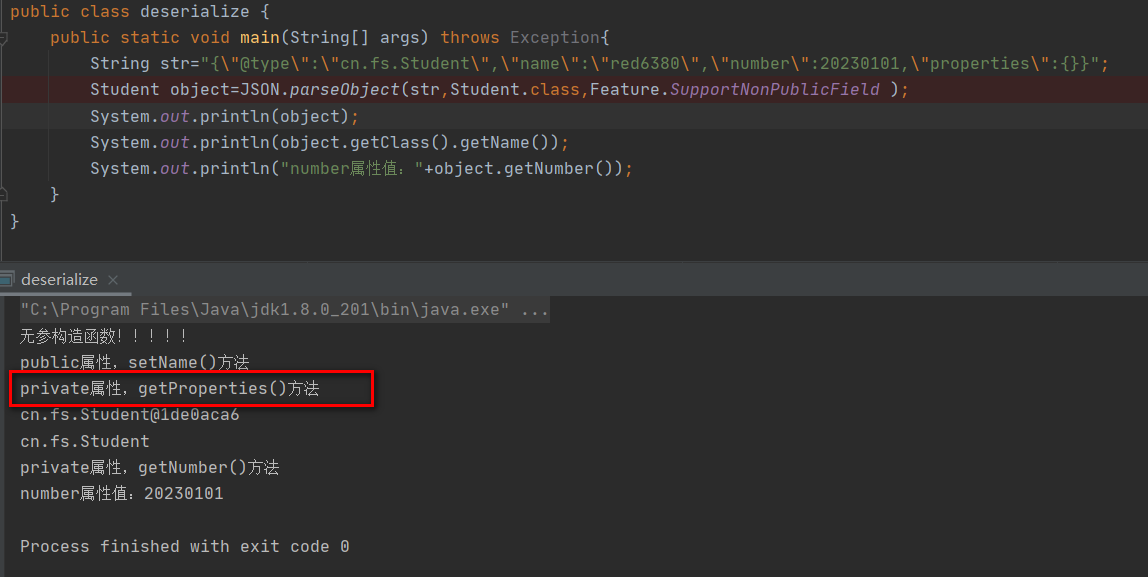 public class deserialize {
    public static void main(String[] args) throws Exception{
        String str="{\"@type\":\"cn.fs.Student\",\"name\":\"red6380\",\"number\":20230101,\"properties\":{}}";
        Student object=JSON.parseObject(str,Student.class,Feature.SupportNonPublicField );
        System.out.println(object);
        System.out.println(object.getClass().getName());
        System.out.println("number属性值："+object.getNumber());
    }
}
deserialize ×
"C:\Program Files\Java\jdk1.8.0_201\bin\java.exe" ...
无参构造函数！！！！！
public属性，setName()方法
private属性，getProperties()方法
cn.fs.Student@1de0aca6
cn.fs.Student
private属性，getNumber()方法
number属性值：20230101
Process finished with exit code 0